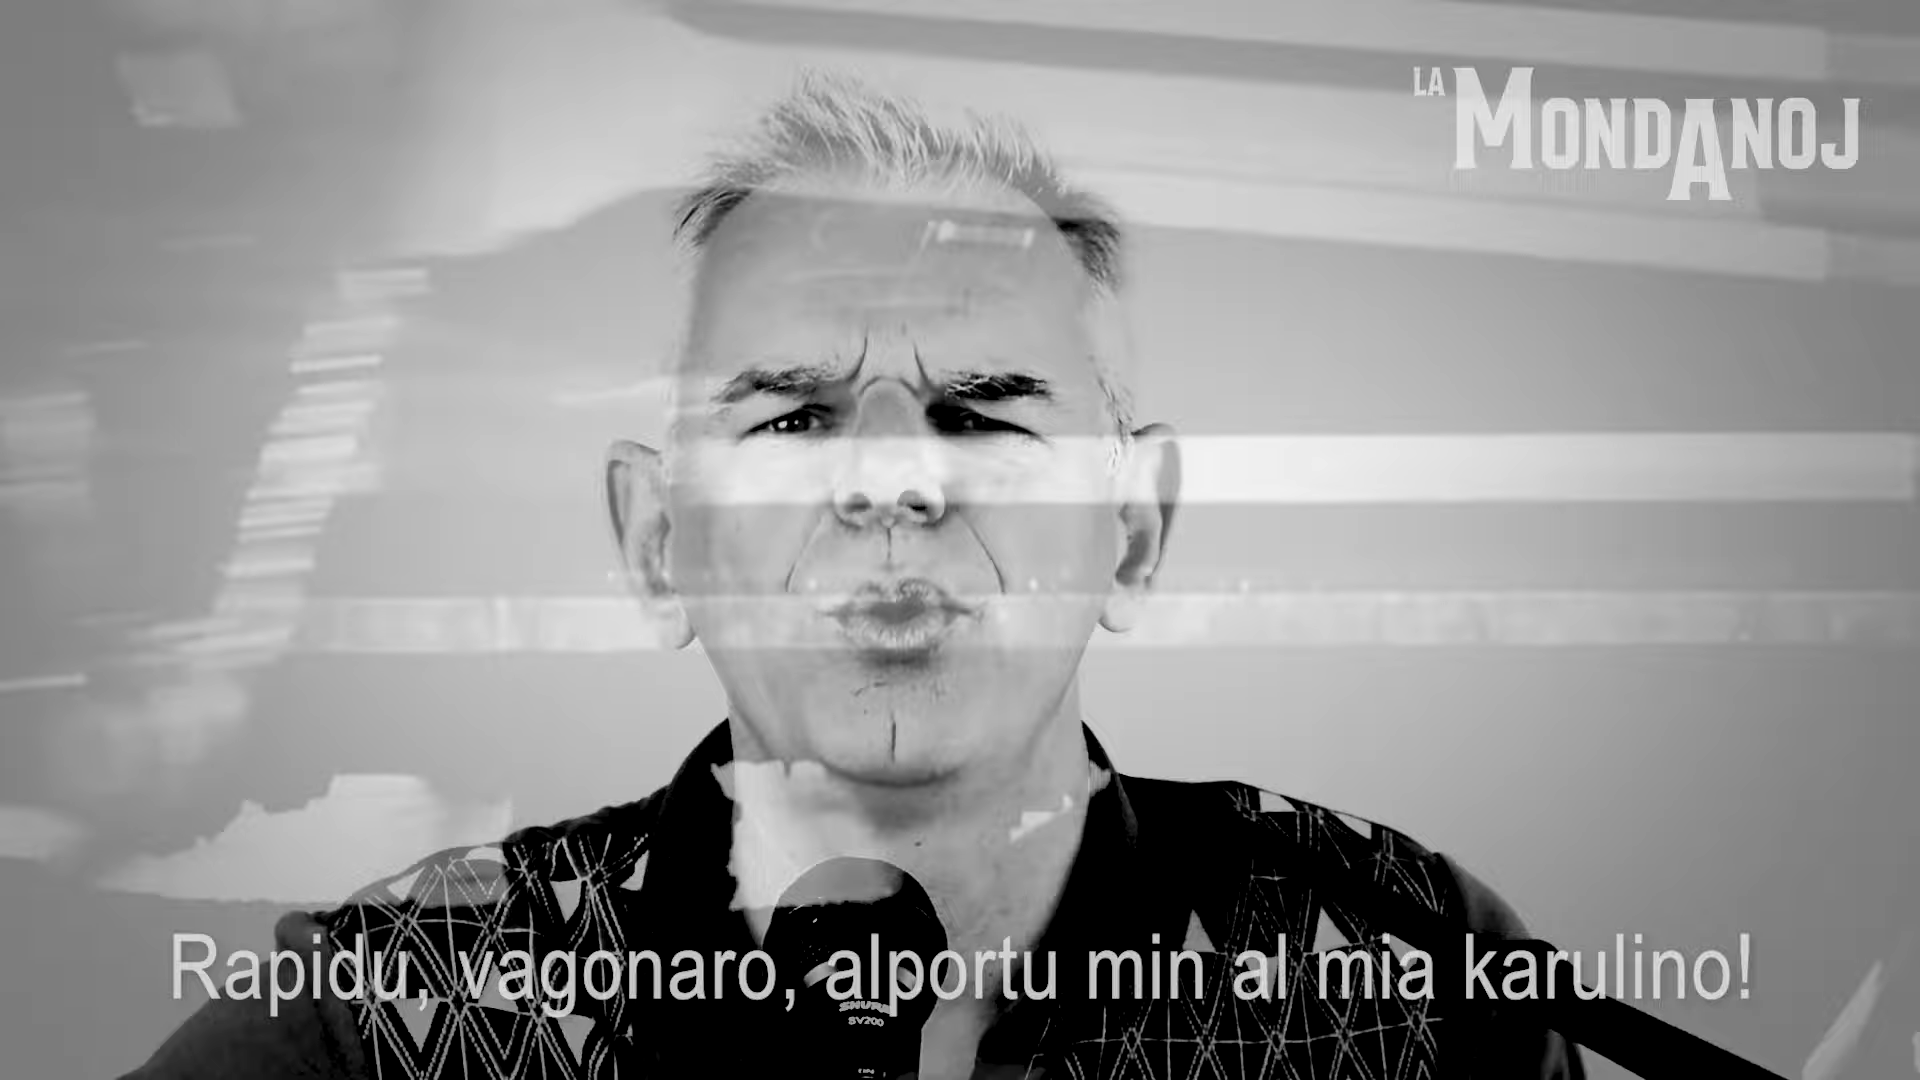 LA MONDANOJ
Rapidu, vagonaro, alportu min al mia karulino!
SHURE
SV200